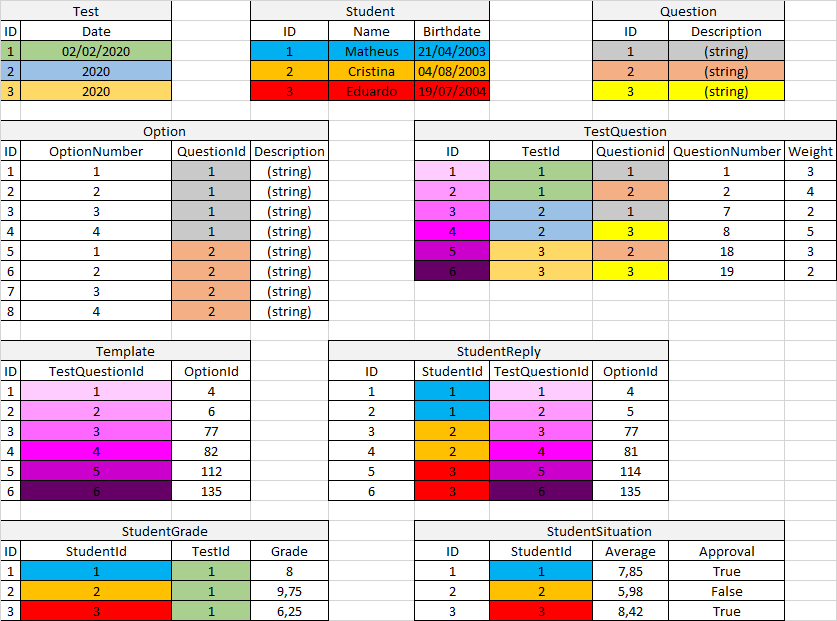 Test Student Question
ID Date ID Name Birthdate ID Description
1 02/02/2020 1 Matheus 21/04/2003 1 (string)
2 2020 2 Cristina 04/08/2003 2 (string)
3 2020 3 Eduardo 19/07/2004 3 (string)
Option TestQuestion
ID OptionNumber QuestionId Description ID TestId Questionid QuestionNumber Weight
1 1 1 (string) 1 1 1 1 3
2 2 1 (string) 2 1 2 2 4
3 3 1 (string) 3 2 1 7 2
4 4 1 (string) 4 2 3 8 5
5 1 2 (string) 5 3 2 18 3
6 2 2 (string) 6 3 3 19 2
7 3 2 (string)
8 4 2 (string)
Template StudentReply
ID TestQuestionId OptionId ID StudentId TestQuestionId OptionId
1 1 4 1 1 1 4
2 2 6 2 1 2 5
3 3 77 3 2 3 77
4 4 82 4 2 4 81
5 5 112 5 3 5 114
6 6 135 6 3 6 135
StudentGrade StudentSituation
ID StudentId TestId Grade ID StudentId Average Approval
1 1 1 8 1 1 7,85 True
2 2 1 9,75 2 2 5,98 False
3 3 1 6,25 3 3 8,42 True